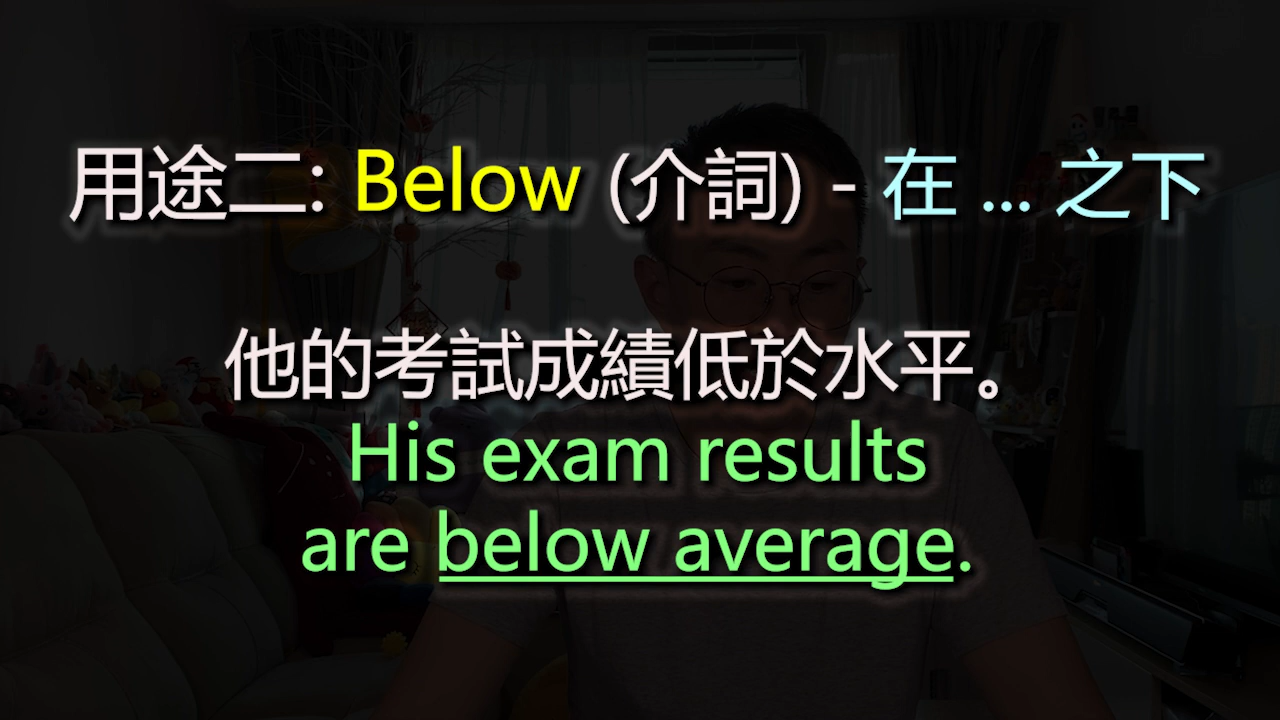 用途二: Below (介詞) - 在 ... 之下
他的考試成績低於水平。
His exam results
are below average.